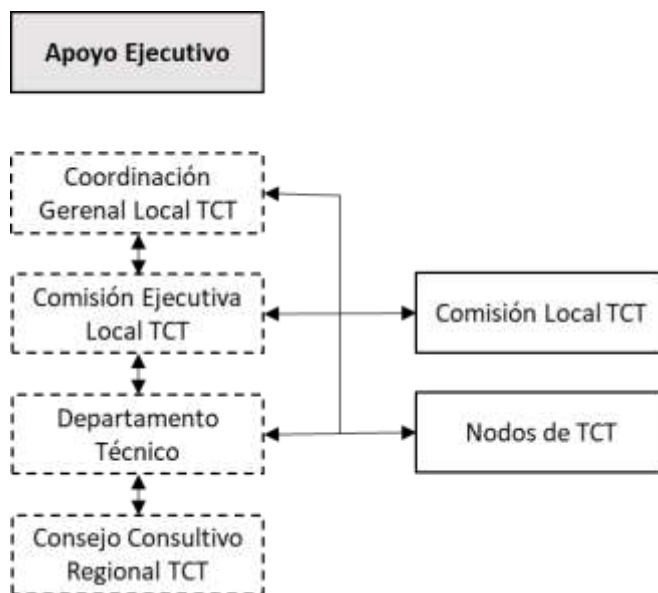 Apoyo Ejecutivo
Coordinación
Gerenal Local TCT
Comisión Ejecutiva
Local TCT
Comisión Local TCT
Departamento
Técnico
Nodos de TCT
Consejo Consultivo
Regional TCT